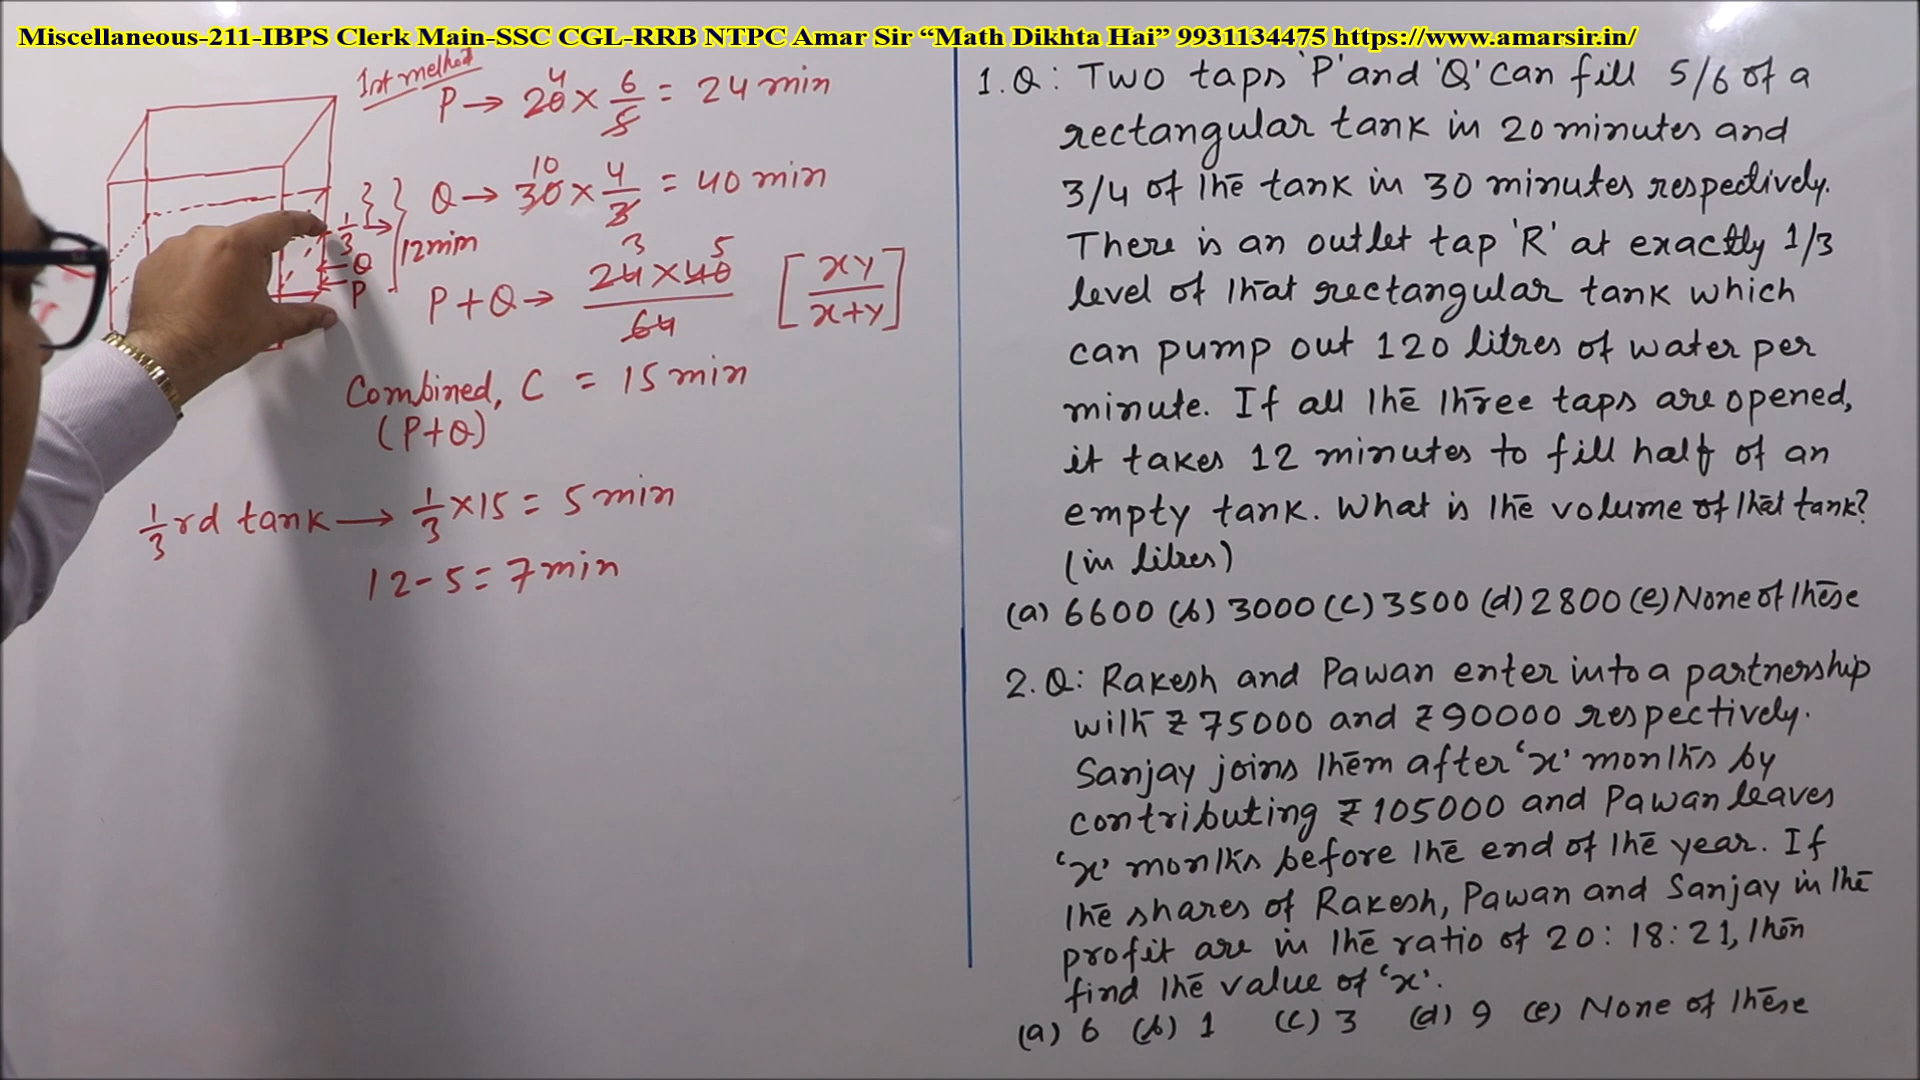 Miscellaneous-211-IBPS Clerk Main-SSC CGL-RRB NTPC Amar Sir “Math Dikhta Hai” 9931134475 https://www.amarsir.in/
Ist method
P → 20 4 × 6/5 = 24 min
Q → 30 10 × 4/3 = 40 min
1/3
12 min
Q
P
P + Q → 24 3 × 40 5 / 64 [xy/x+y]
Combined, C = 15 min
(P+Q)
1/3 rd tank → 1/3 × 15 = 5 min
12 - 5 = 7 min
1. Q: Two taps 'P' and 'Q' can fill 5/6 of a
rectangular tank in 20 minutes and
3/4 of the tank in 30 minutes respectively.
There is an outlet tap 'R' at exactly 1/3
level of that rectangular tank which
can pump out 120 litres of water per
minute. If all the three taps are opened,
it takes 12 minutes to fill half of an
empty tank. What is the volume of that tank?
(in litres)
(a) 6600 (b) 3000 (c) 3500 (d) 2800 (e) None of these
2. Q: Rakesh and Pawan enter into a partnership
with ₹ 75000 and ₹ 90000 respectively.
Sanjay joins them after 'x' months by
contributing ₹ 105000 and Pawan leaves
'x' months before the end of the year. If
the shares of Rakesh, Pawan and Sanjay in the
profit are in the ratio of 20 : 18 : 21, then
find the value of 'x'.
(a) 6 (b) 1 (c) 3 (d) 9 (e) None of these